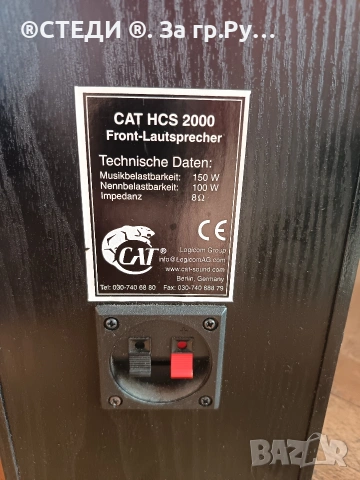 ®СТЕДИ ®. За гр.Ру...
CAT HCS 2000
Front-Lautsprecher
Technische Daten:
Musikbelastbarkeit: 150 W
Nennbelastbarkeit: 100 W
Impedanz 8Ω
CAT®
CE
Logicom Group
info@LogicomAG.com
www.cat-sound.com
Berlin, Germany
Tel: 030-740 68 80 Fax: 030-740 688 79
BAZAR